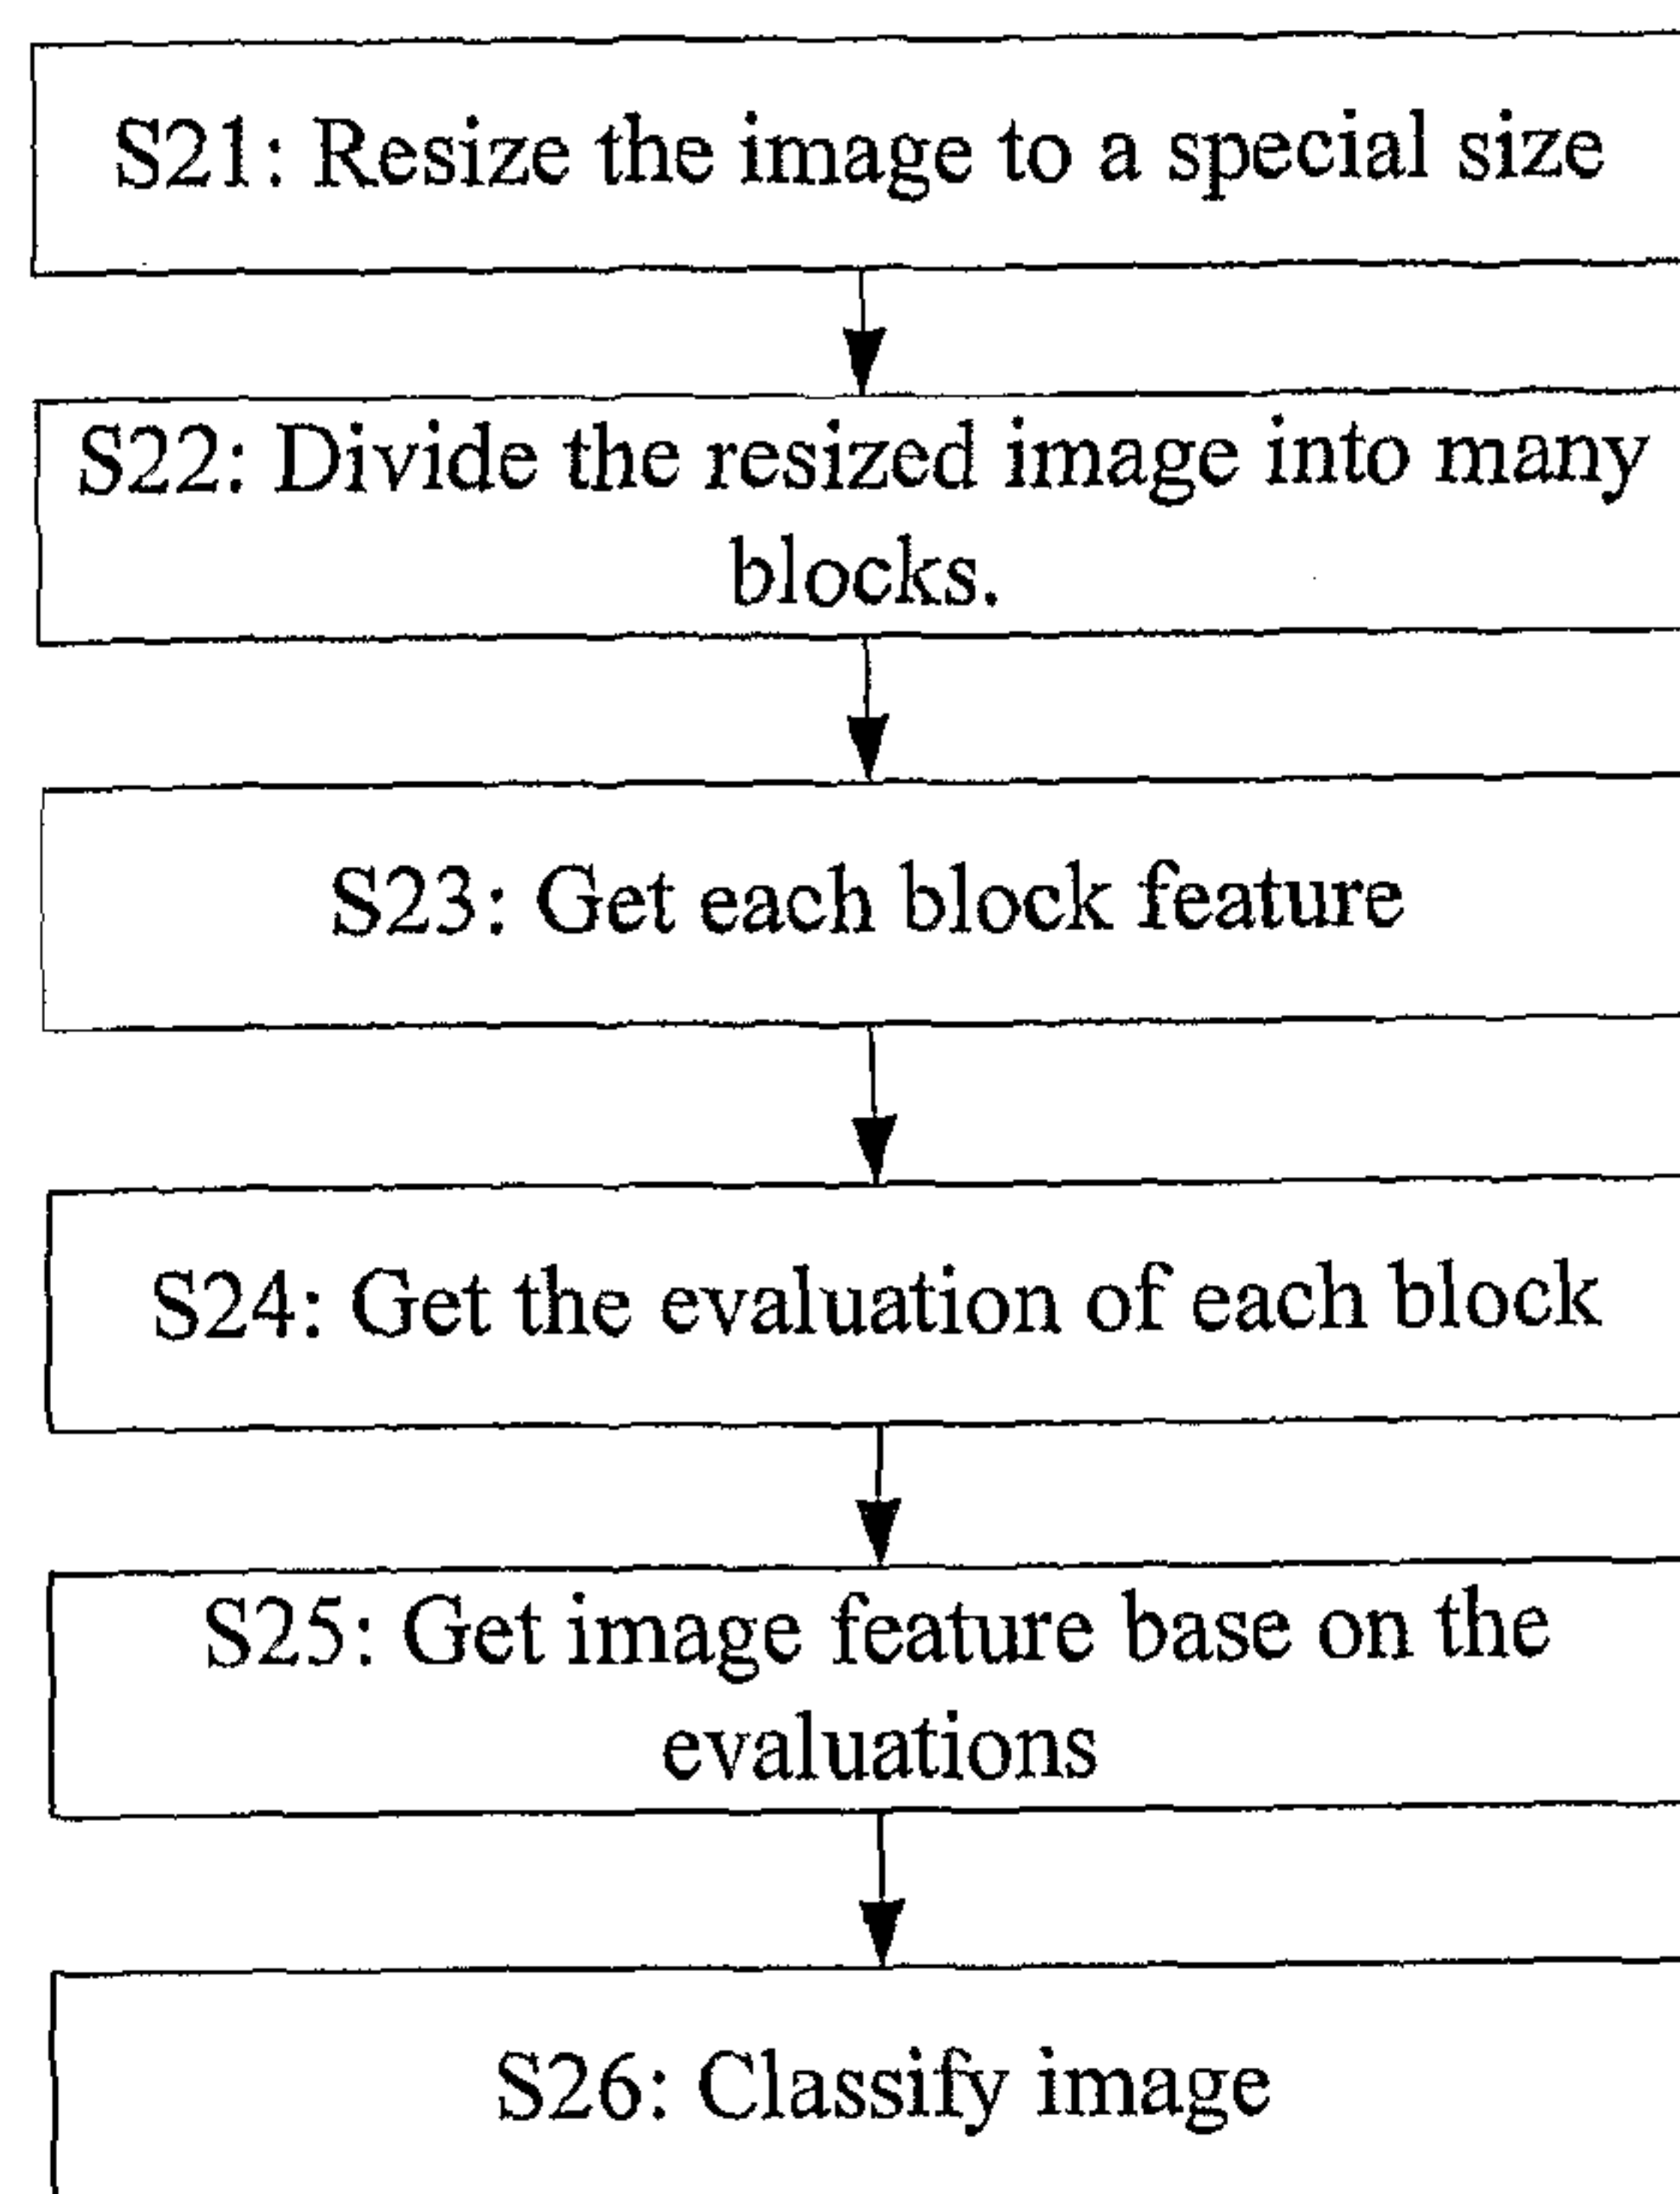 S21: Resize the image to a special size
S22: Divide the resized image into many
blocks.
S23: Get each block feature
S24: Get the evaluation of each block
S25: Get image feature base on the
evaluations
S26: Classify image